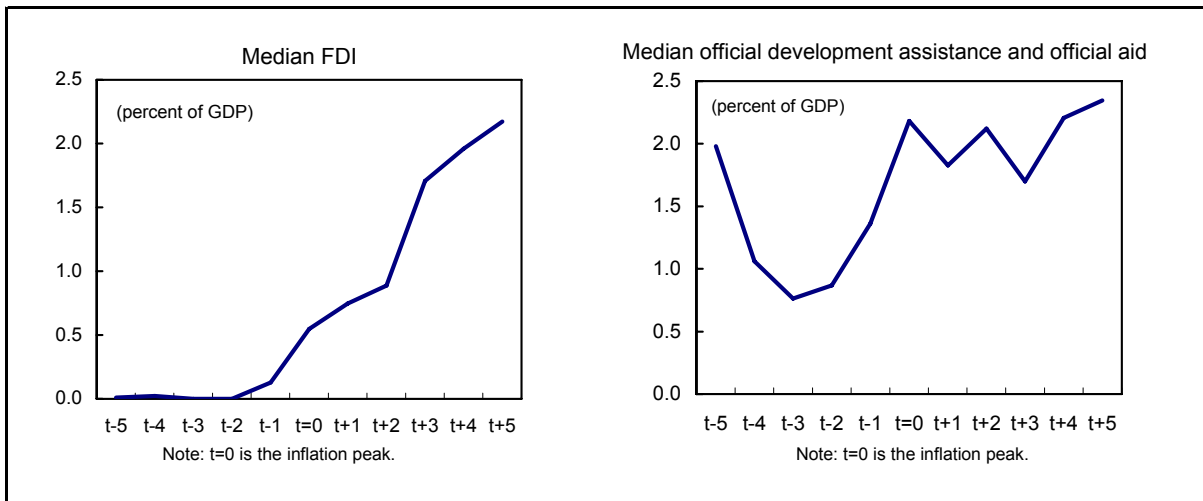 Median FDI
2.5
(percent of GDP)
2.0
1.5
1.0
0.5
0.0
t-5 t-4 t-3 t-2 t-1 t=0 t+1 t+2 t+3 t+4 t+5
Note: t=0 is the inflation peak.
Median official development assistance and official aid
2.5
(percent of GDP)
2.0
1.5
1.0
0.5
0.0
t-5 t-4 t-3 t-2 t-1 t=0 t+1 t+2 t+3 t+4 t+5
Note: t=0 is the inflation peak.